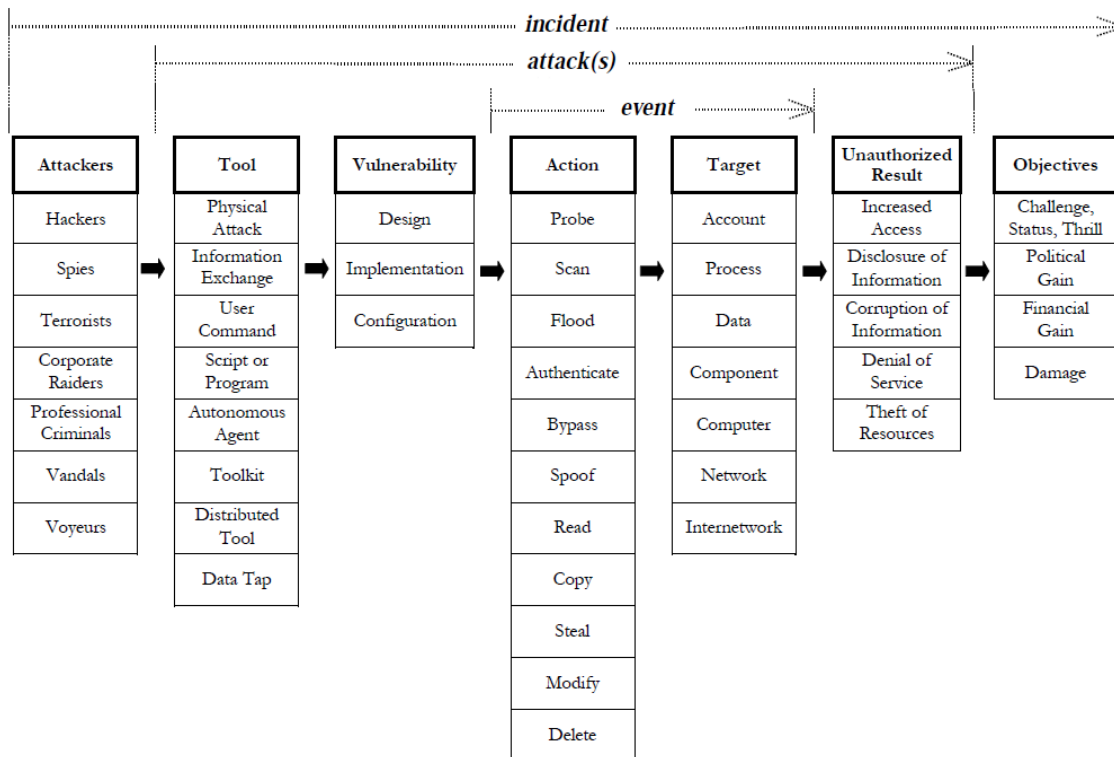 incident
attack(s)
event
Attackers
Hackers
Spies
Terrorists
Corporate
Raiders
Professional
Criminals
Vandals
Voyeurs
Tool
Physical
Attack
Information
Exchange
User
Command
Script or
Program
Autonomous
Agent
Toolkit
Distributed
Tool
Data Tap
Vulnerability
Design
Implementation
Configuration
Action
Probe
Scan
Flood
Authenticate
Bypass
Spoof
Read
Copy
Steal
Modify
Delete
Target
Account
Process
Data
Component
Computer
Network
Internetwork
Unauthorized
Result
Increased
Access
Disclosure of
Information
Corruption of
Information
Denial of
Service
Theft of
Resources
Objectives
Challenge,
Status, Thrill
Political
Gain
Financial
Gain
Damage